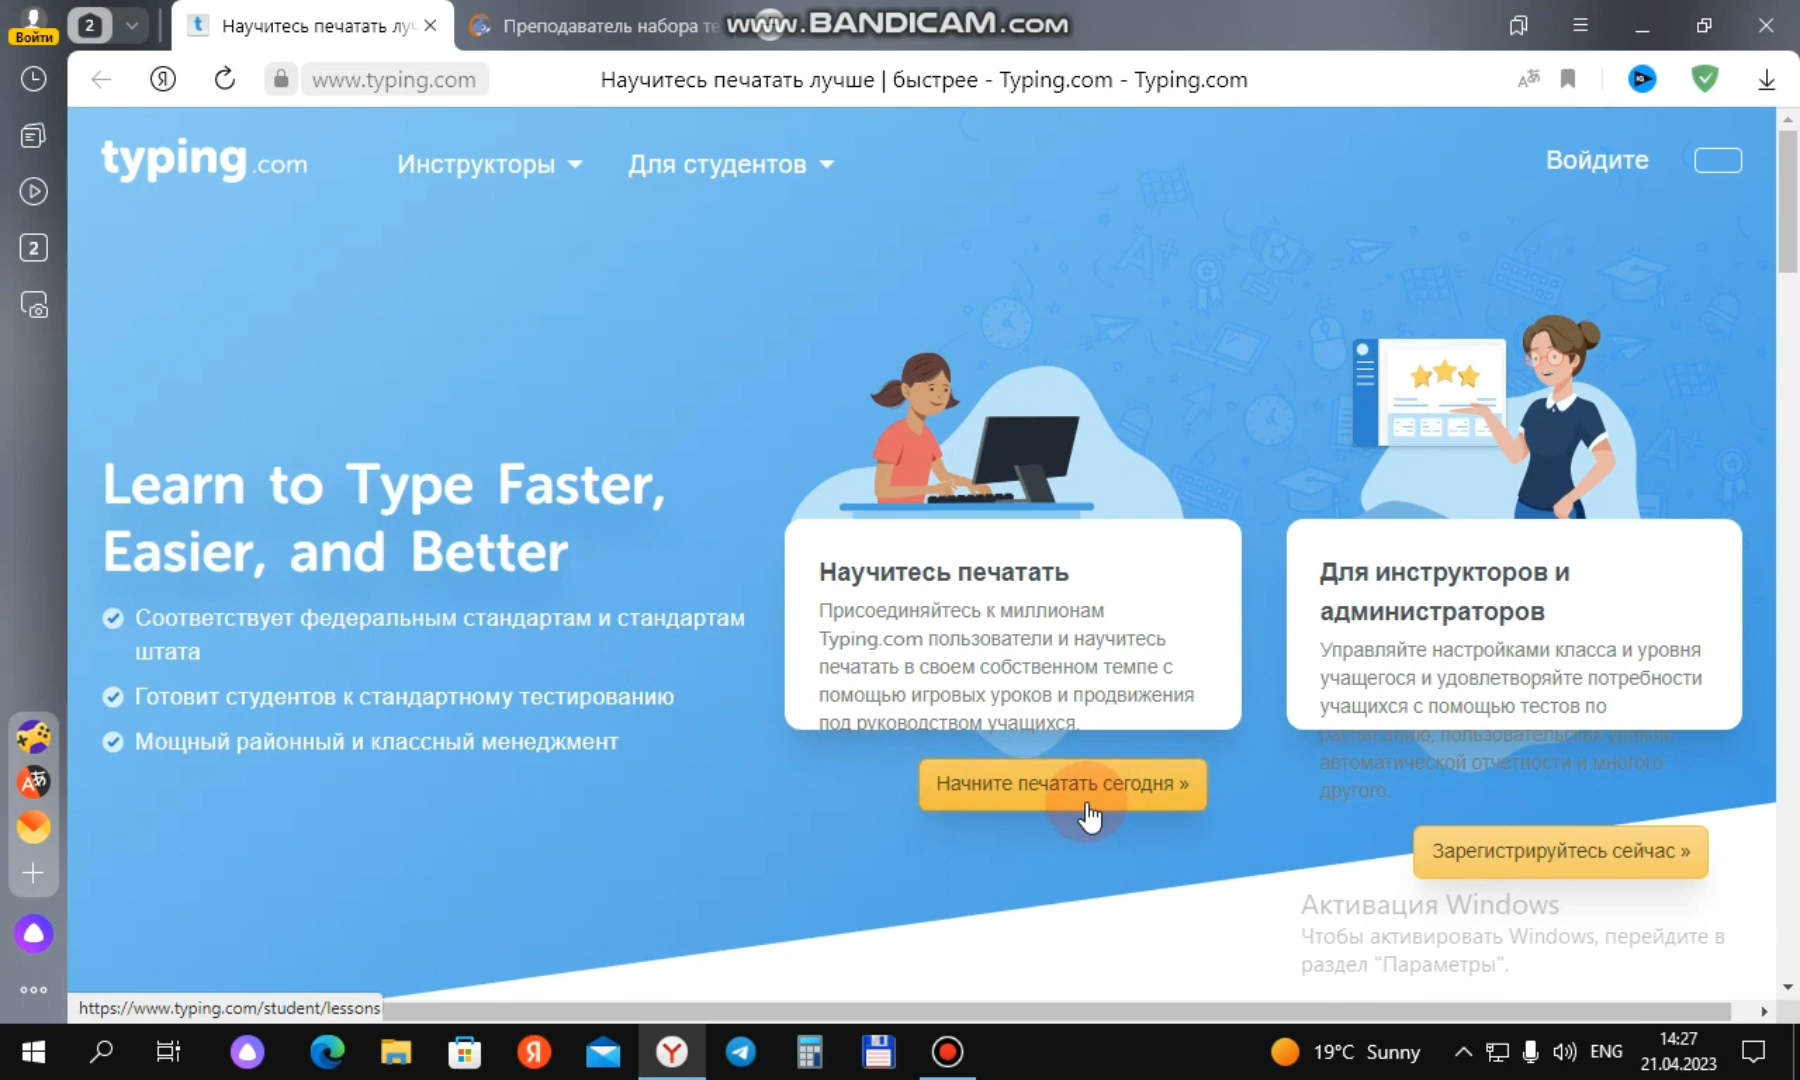 Войти
2
Научитесь печатать лу
Преподаватель набора те
www.BANDICAM.com
www.typing.com
Научитесь печатать лучше | быстрее - Typing.com - Typing.com
2
typing.com
Инструкторы
Для студентов
Войдите
Learn to Type Faster,
Easier, and Better
Соответствует федеральным стандартам и стандартам
штата
Готовит студентов к стандартному тестированию
Мощный районный и классный менеджмент
Научитесь печатать
Присоединяйтесь к миллионам
Typing.com пользователи и научитесь
печатать в своем собственном темпе с
помощью игровых уроков и продвижения
под руководством учащихся.
Начните печатать сегодня »
Для инструкторов и
администраторов
Управляйте настройками класса и уровня
учащегося и удовлетворяйте потребности
учащихся с помощью тестов по
автоматической отчетности и многого
другого.
Зарегистрируйтесь сейчас »
Активация Windows
Чтобы активировать Windows, перейдите в
раздел "Параметры".
https://www.typing.com/student/lessons
19°C Sunny
ENG
14:27
21.04.2023